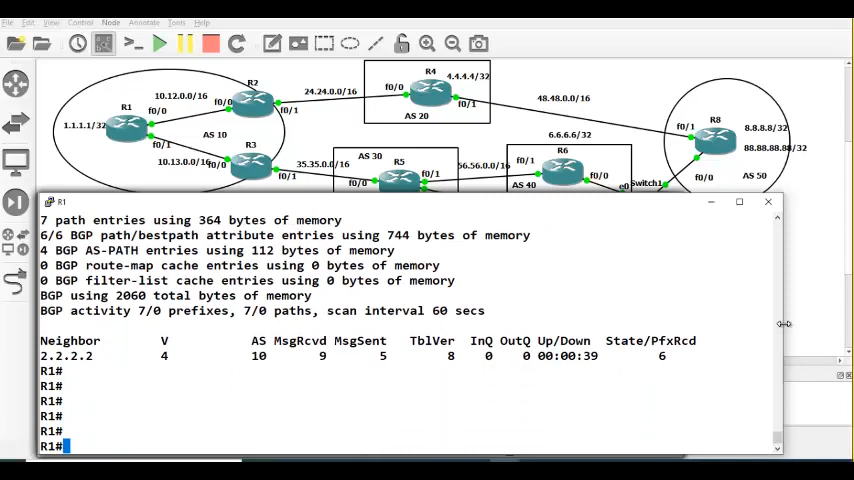 File Edit View Control Node Annotate Tools Help
R4
R2
4.4.4.4/32
10.12.0.0/16
24.24.0.0/16
f0/0
48.48.0.0/16
R1
f0/0
f0/0
f0/1
f0/1
R8
1.1.1.1/32
AS 20
6.6.6.6/32
f0/1
8.8.8.8/32
f0/1
AS 10
R3
AS 30
R5
R6
88.88.88.88/32
10.13.0.0/16
f0/0
35.35.0.0/16
f0/1
f0/1
56.56.0.0/16
f0/1
f0/0
AS 40
e0
Switch1
f0/0
AS 50
R1
7 path entries using 364 bytes of memory
6/6 BGP path/bestpath attribute entries using 744 bytes of memory
4 BGP AS-PATH entries using 112 bytes of memory
0 BGP route-map cache entries using 0 bytes of memory
0 BGP filter-list cache entries using 0 bytes of memory
BGP using 2060 total bytes of memory
BGP activity 7/0 prefixes, 7/0 paths, scan interval 60 secs
Neighbor V AS MsgRcvd MsgSent TblVer InQ OutQ Up/Down State/PfxRcd
2.2.2.2 4 10 9 5 8 0 0 00:00:39 6
R1#
R1#
R1#
R1#
R1#
R1#